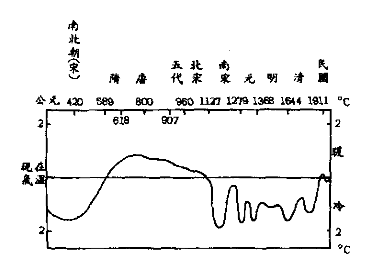 南北朝(宋)
隋
唐
五代
北宋
南宋
元
明
清
民國
公元 420 589 800 960 1127 1279 1368 1644 1911 °C
618 907
2 2
暖
現在
氣溫
冷
2 2
°C